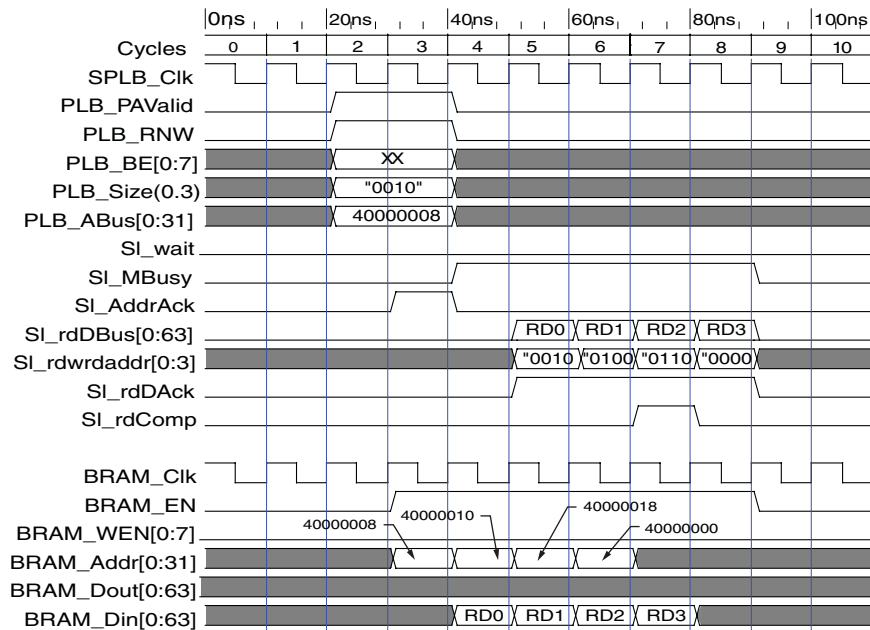 0ns 20ns 40ns 60ns 80ns 100ns
Cycles 0 1 2 3 4 5 6 7 8 9 10
SPLB_Clk
PLB_PAValid
PLB_RNW
PLB_BE[0:7] XX
PLB_Size(0.3) "0010"
PLB_ABus[0:31] 40000008
Sl_wait
Sl_MBusy
Sl_AddrAck
Sl_rdDBus[0:63] RD0 RD1 RD2 RD3
Sl_rdwrdaddr[0:3] "0010 "0100 "0110 "0000
Sl_rdDAck
Sl_rdComp
BRAM_Clk
BRAM_EN
40000008 40000010 40000018 40000000
BRAM_WEN[0:7]
BRAM_Addr[0:31]
BRAM_Dout[0:63]
BRAM_Din[0:63] RD0 RD1 RD2 RD3